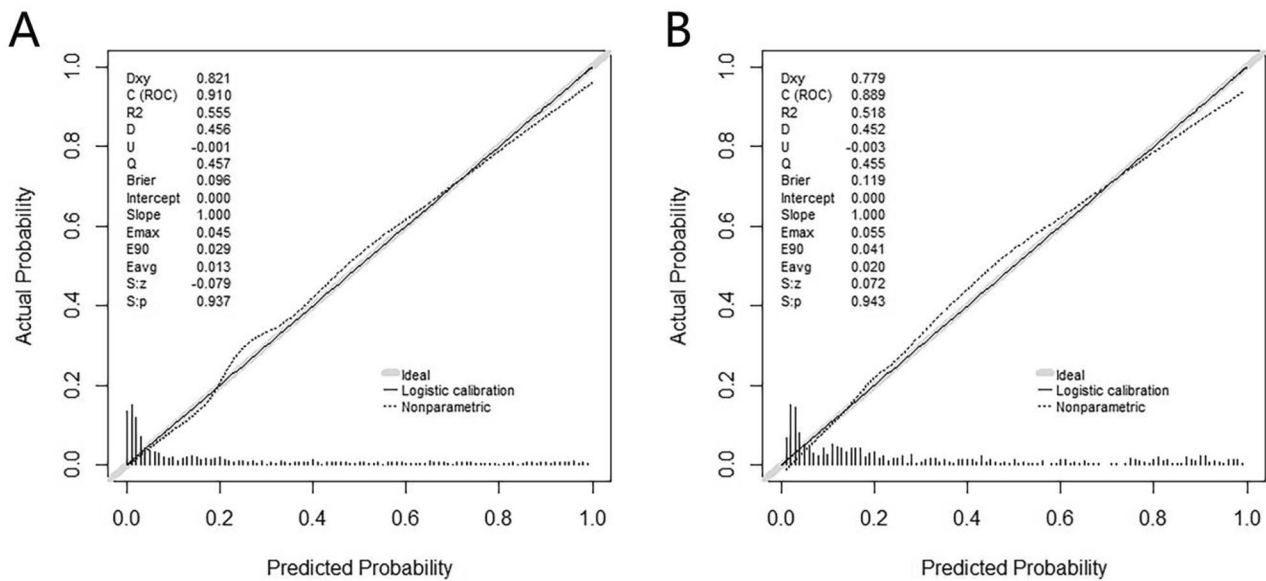 A
Actual Probability
1.0
0.8
0.6
0.4
0.2
0.0
Dxy 0.821
C (ROC) 0.910
R2 0.555
D 0.456
U -0.001
Q 0.457
Brier 0.096
Intercept 0.000
Slope 1.000
Emax 0.045
E90 0.029
Eavg 0.013
S:z -0.079
S:p 0.937
Ideal
Logistic calibration
Nonparametric
0.0 0.2 0.4 0.6 0.8 1.0
Predicted Probability
B
Actual Probability
1.0
0.8
0.6
0.4
0.2
0.0
Dxy 0.779
C (ROC) 0.889
R2 0.518
D 0.452
U -0.003
Q 0.455
Brier 0.119
Intercept 0.000
Slope 1.000
Emax 0.055
E90 0.041
Eavg 0.020
S:z 0.072
S:p 0.943
Ideal
Logistic calibration
Nonparametric
0.0 0.2 0.4 0.6 0.8 1.0
Predicted Probability